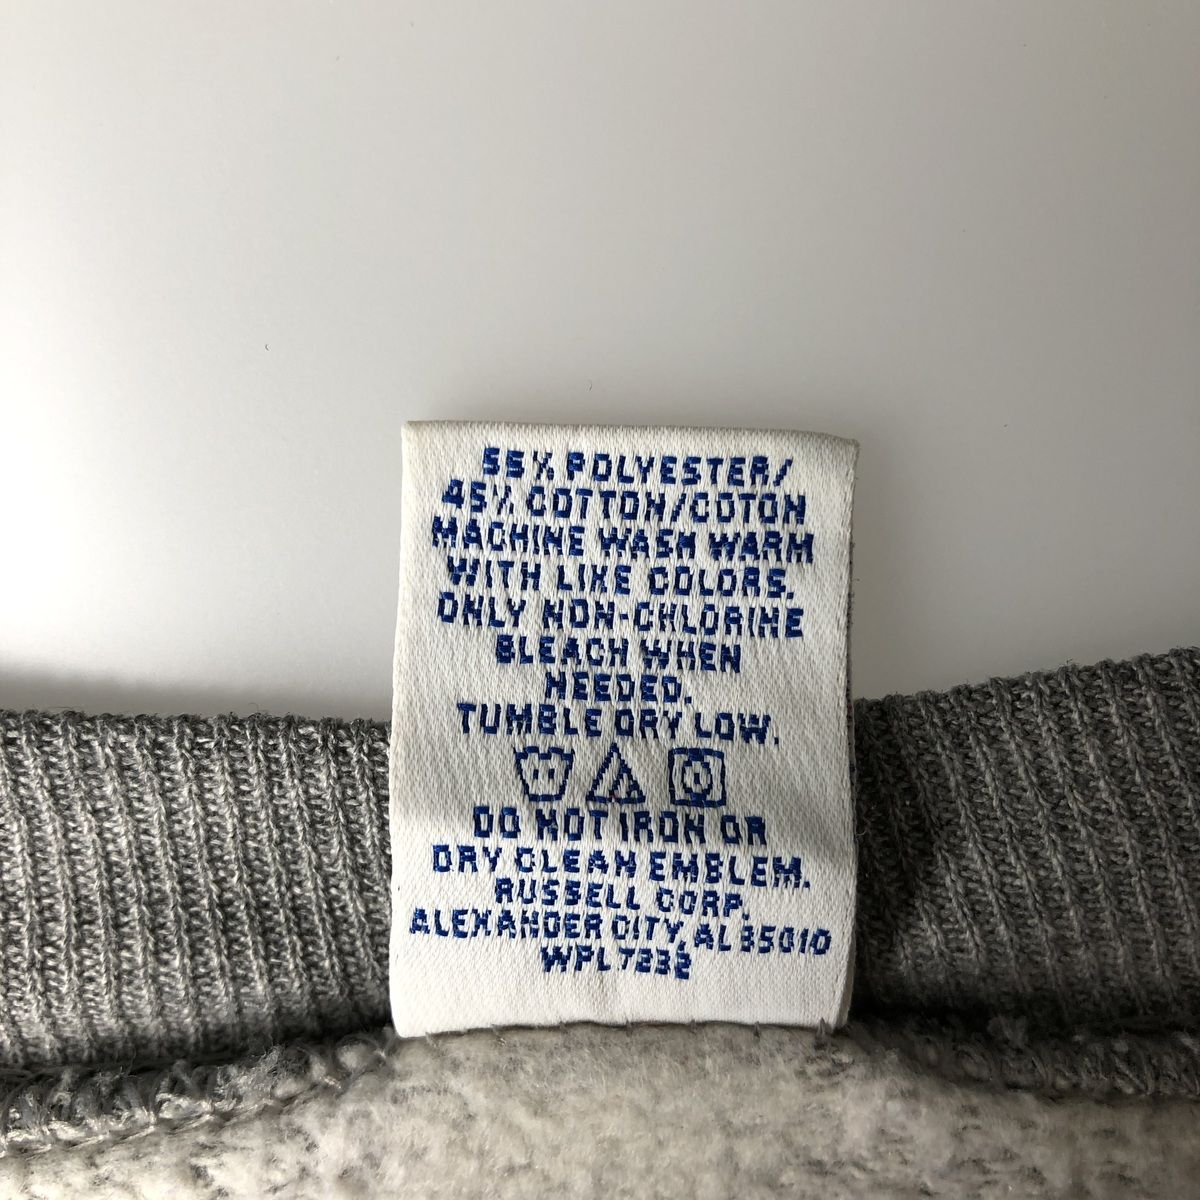 55% POLYESTER/
45% COTTON/COTON
MACHINE WASH WARM
WITH LIKE COLORS.
ONLY NON-CHLORINE
BLEACH WHEN
NEEDED.
TUMBLE DRY LOW.
DO NOT IRON OR
DRY CLEAN EMBLEM.
RUSSELL CORP.
ALEXANDER CITY, AL 35010
WPL 7232